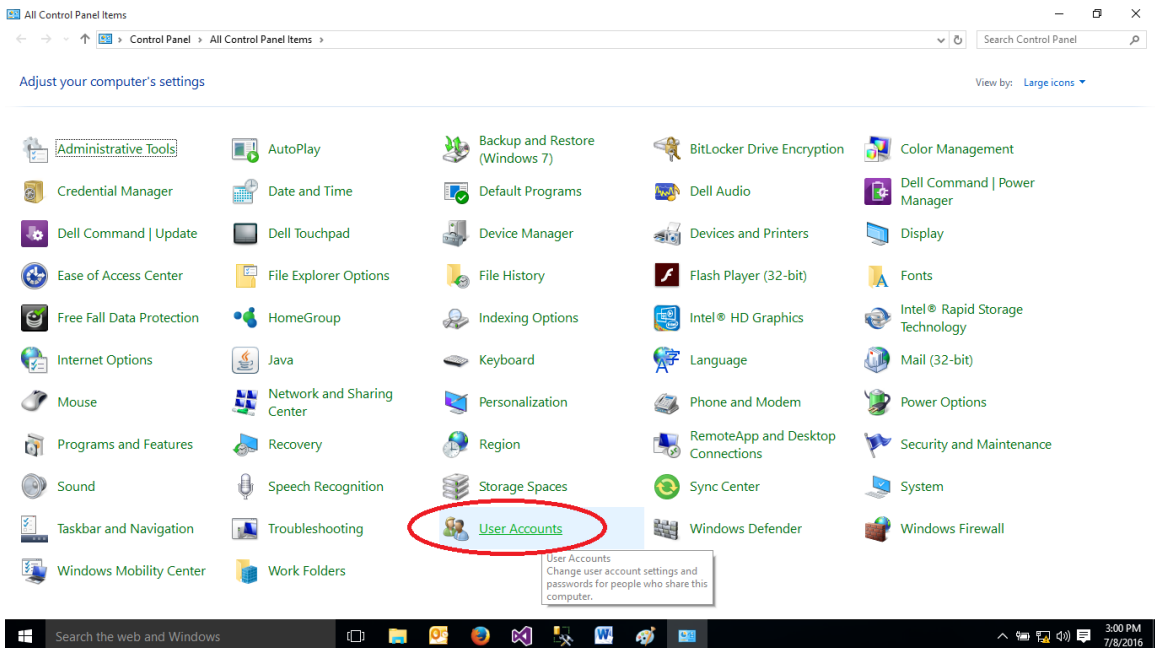 All Control Panel Items
Control Panel > All Control Panel Items >
Search Control Panel
Adjust your computer's settings
View by: Large icons
Administrative Tools
AutoPlay
Backup and Restore
(Windows 7)
BitLocker Drive Encryption
Color Management
Credential Manager
Date and Time
Default Programs
Dell Audio
Dell Command | Power
Manager
Dell Command | Update
Dell Touchpad
Device Manager
Devices and Printers
Display
Ease of Access Center
File Explorer Options
File History
Flash Player (32-bit)
Fonts
Free Fall Data Protection
HomeGroup
Indexing Options
Intel® HD Graphics
Intel® Rapid Storage
Technology
Internet Options
Java
Keyboard
Language
Mail (32-bit)
Mouse
Network and Sharing
Center
Personalization
Phone and Modem
Power Options
Programs and Features
Recovery
Region
RemoteApp and Desktop
Connections
Security and Maintenance
Sound
Speech Recognition
Storage Spaces
Sync Center
System
Taskbar and Navigation
Troubleshooting
User Accounts
Windows Defender
Windows Firewall
Windows Mobility Center
Work Folders
User Accounts
Change user account settings and
passwords for people who share this
computer.
Search the web and Windows
3:00 PM
7/8/2016